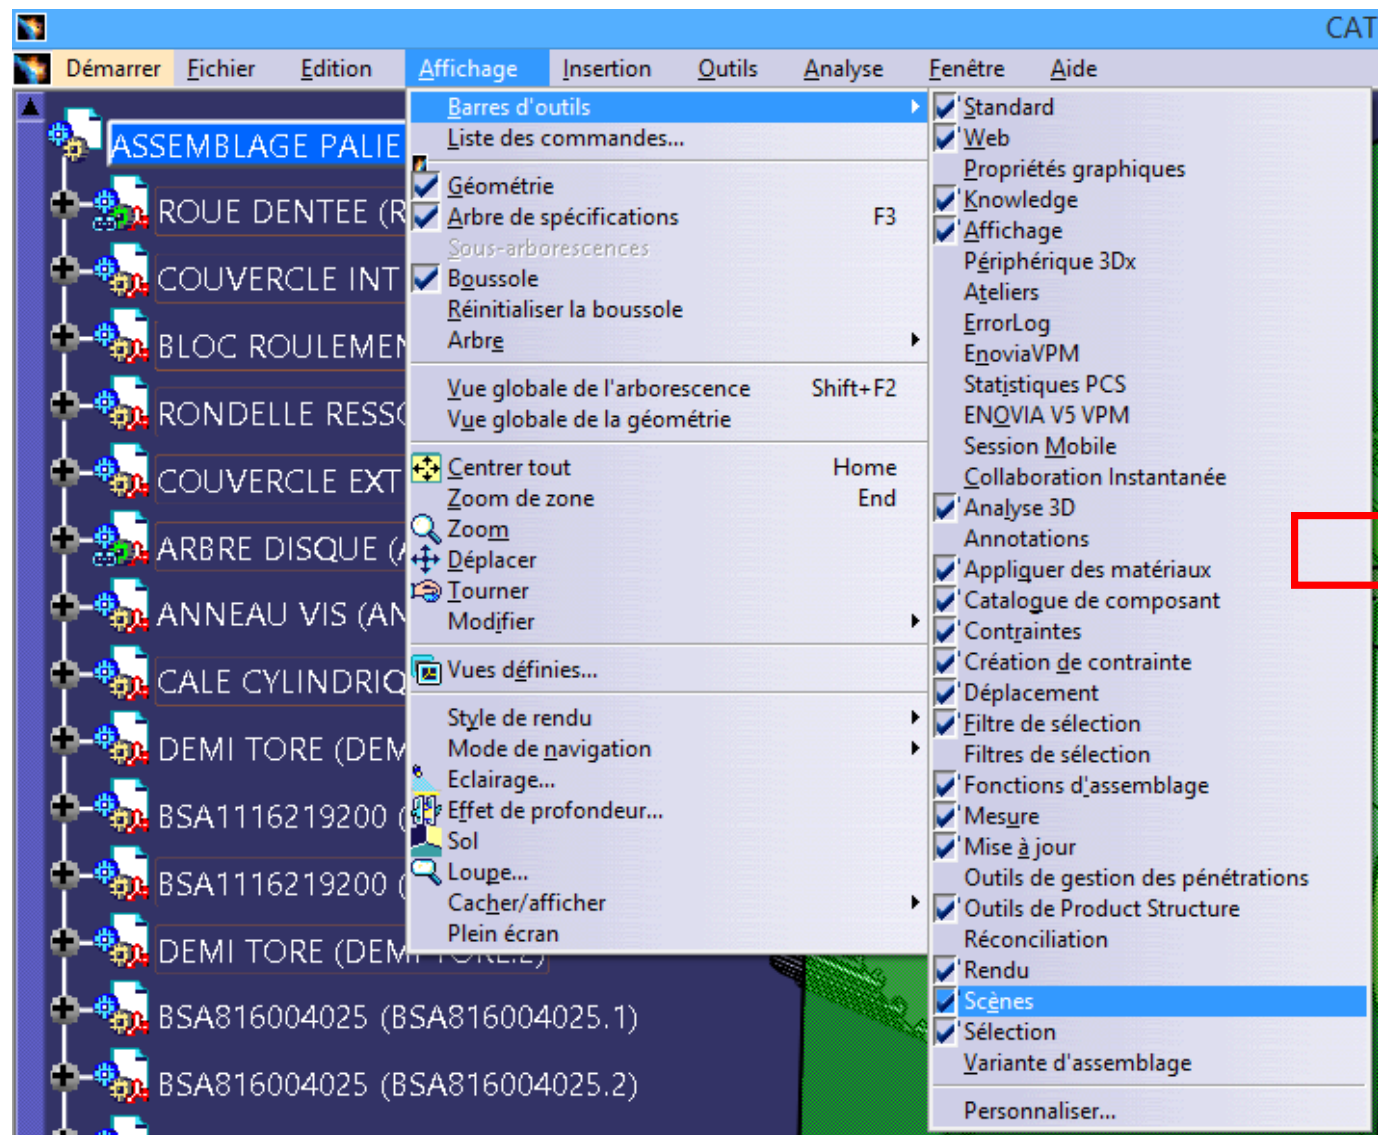 CAT
Démarrer Fichier Edition Affichage Insertion Outils Analyse Fenêtre Aide
ASSEMBLAGE PALIE
ROUE DENTEE (R
COUVERCLE INT
BLOC ROULEMEN
RONDELLE RESSO
COUVERCLE EXT
ARBRE DISQUE (A
ANNEAU VIS (AN
CALE CYLINDRIQ
DEMI TORE (DEM
BSA1116219200 (
BSA1116219200 (
DEMI TORE (DEMI TORE.2)
BSA816004025 (BSA816004025.1)
BSA816004025 (BSA816004025.2)
Barres d'outils
Liste des commandes...
Géométrie
Arbre de spécifications F3
Sous-arborescences
Boussole
Réinitialiser la boussole
Arbre
Vue globale de l'arborescence Shift+F2
Vue globale de la géométrie
Centrer tout Home
Zoom de zone End
Zoom
Déplacer
Tourner
Modifier
Vues définies...
Style de rendu
Mode de navigation
Eclairage...
Effet de profondeur...
Sol
Loupe...
Cacher/afficher
Plein écran
Standard
Web
Propriétés graphiques
Knowledge
Affichage
Périphérique 3Dx
Ateliers
ErrorLog
EnoviaVPM
Statistiques PCS
ENOVIA V5 VPM
Session Mobile
Collaboration Instantanée
Analyse 3D
Annotations
Appliquer des matériaux
Catalogue de composant
Contraintes
Création de contrainte
Déplacement
Filtre de sélection
Filtres de sélection
Fonctions d'assemblage
Mesure
Mise à jour
Outils de gestion des pénétrations
Outils de Product Structure
Réconciliation
Rendu
Scènes
Sélection
Variante d'assemblage
Personnaliser...